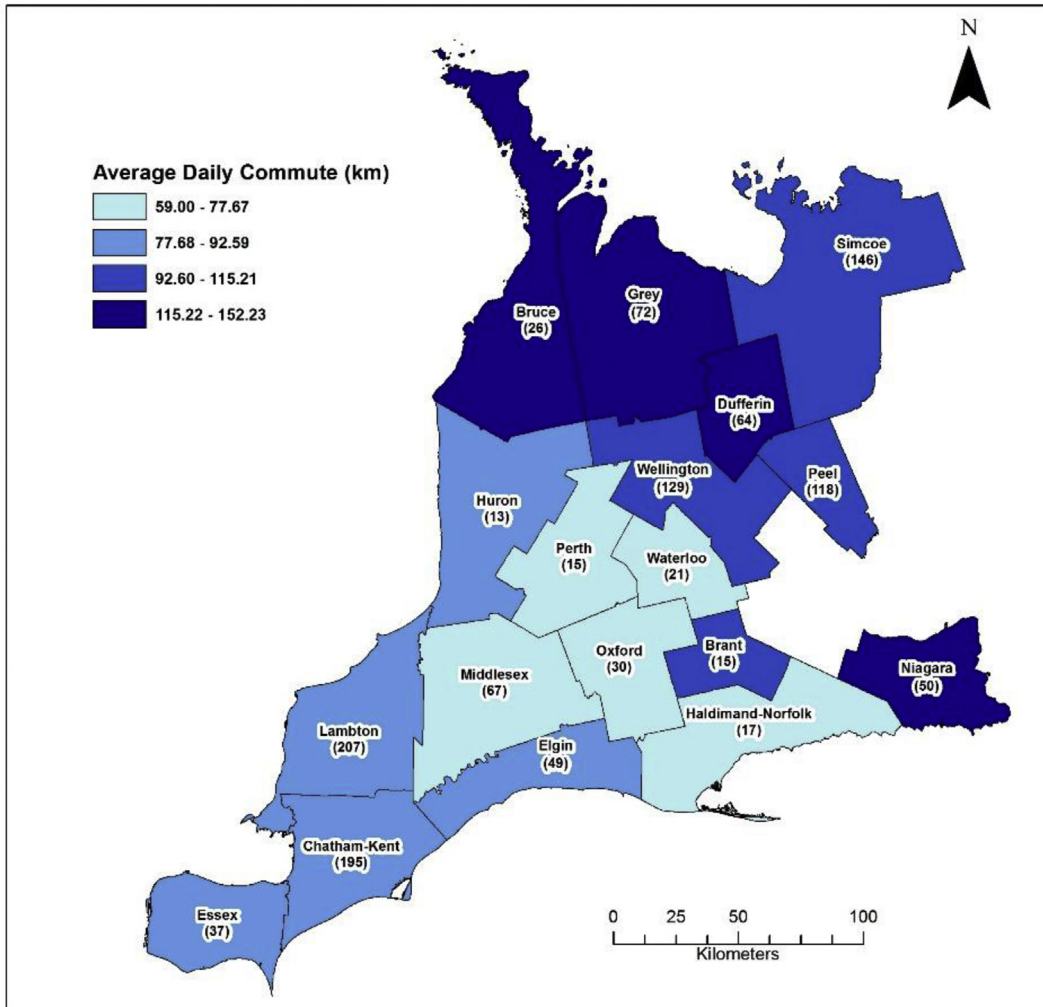 N
Average Daily Commute (km)
59.00 - 77.67
77.68 - 92.59
92.60 - 115.21
115.22 - 152.23
Simcoe
(146)
Grey
(72)
Bruce
(26)
Dufferin
(64)
Wellington
(129)
Peel
(118)
Huron
(13)
Perth
(15)
Waterloo
(21)
Oxford
(30)
Brant
(15)
Niagara
(50)
Middlesex
(67)
Haldimand-Norfolk
(17)
Lambton
(207)
Elgin
(49)
Chatham-Kent
(195)
Essex
(37)
0 25 50 100
Kilometers